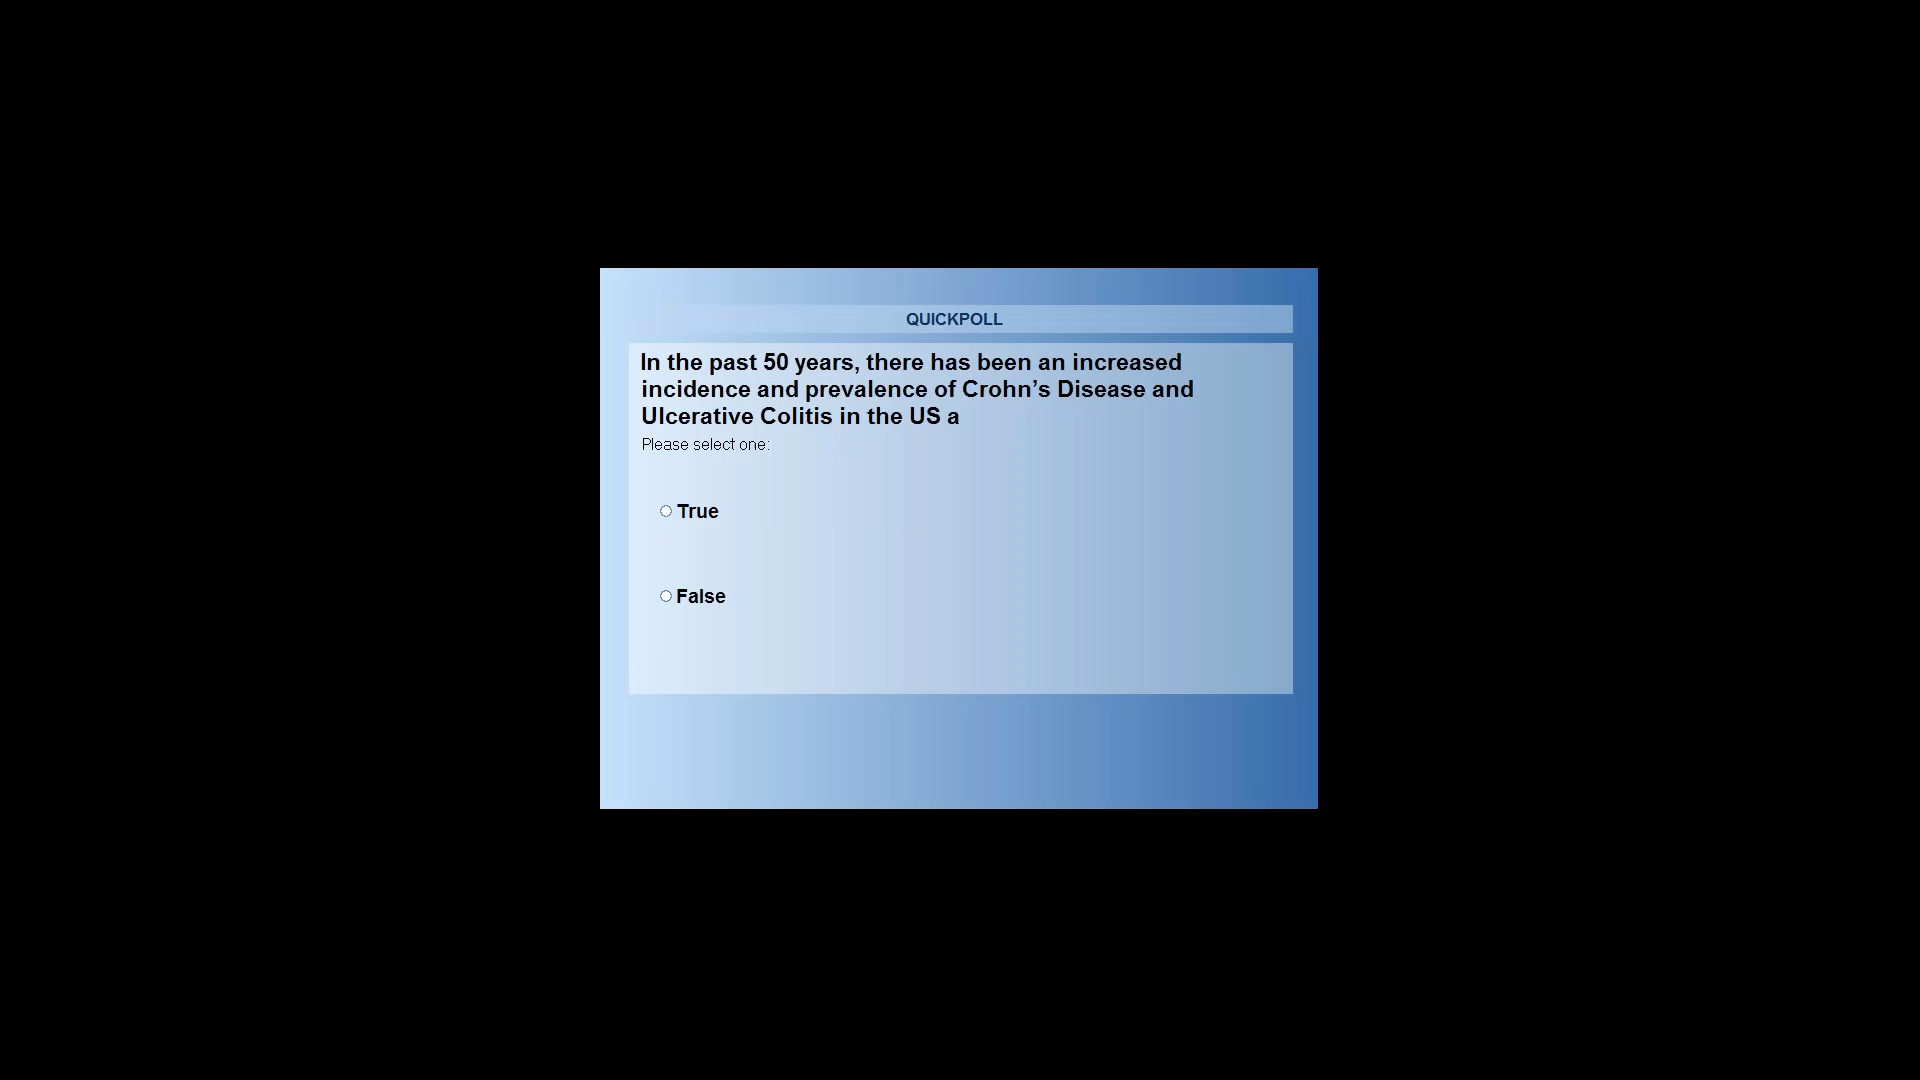 QUICKPOLL
In the past 50 years, there has been an increased
incidence and prevalence of Crohn’s Disease and
Ulcerative Colitis in the US a
Please select one:
True
False